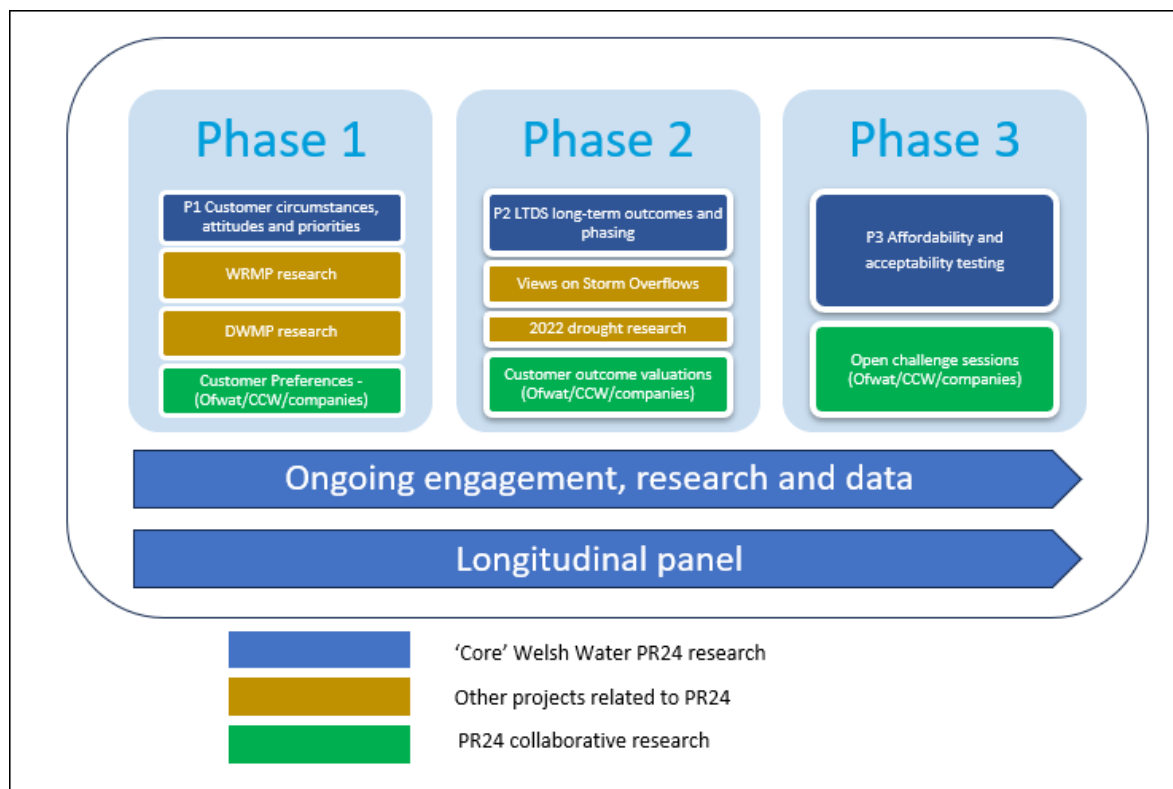 Phase 1
P1 Customer circumstances,
attitudes and priorities
WRMP research
DWMP research
Customer Preferences -
(Ofwat/CCW/companies)
Phase 2
P2 LTDS long-term outcomes and
phasing
Views on Storm Overflows
2022 drought research
Customer outcome valuations
(Ofwat/CCW/companies)
Phase 3
P3 Affordability and
acceptability testing
Open challenge sessions
(Ofwat/CCW/companies)
Ongoing engagement, research and data
Longitudinal panel
‘Core’ Welsh Water PR24 research
Other projects related to PR24
PR24 collaborative research